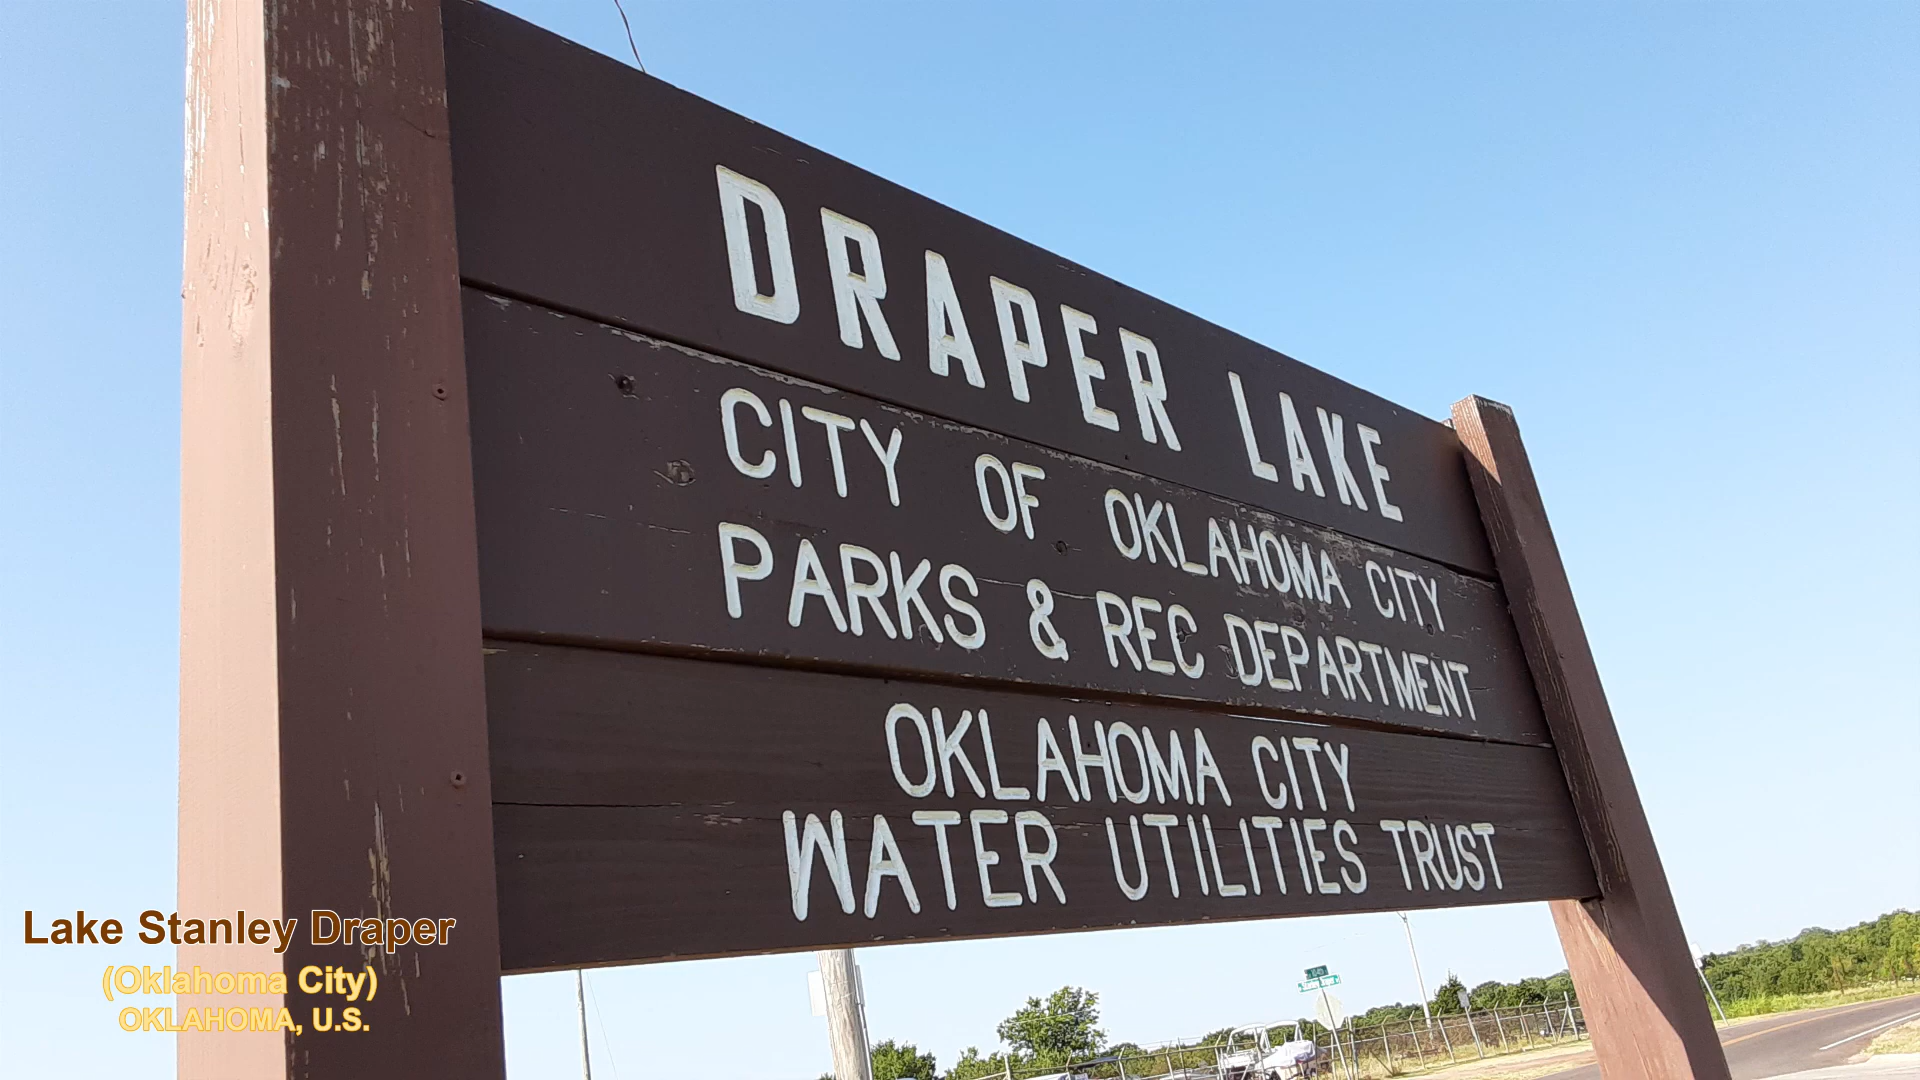 DRAPER LAKE
CITY OF OKLAHOMA CITY
PARKS & REC DEPARTMENT
OKLAHOMA CITY
WATER UTILITIES TRUST
Lake Stanley Draper
(Oklahoma City)
OKLAHOMA, U.S.